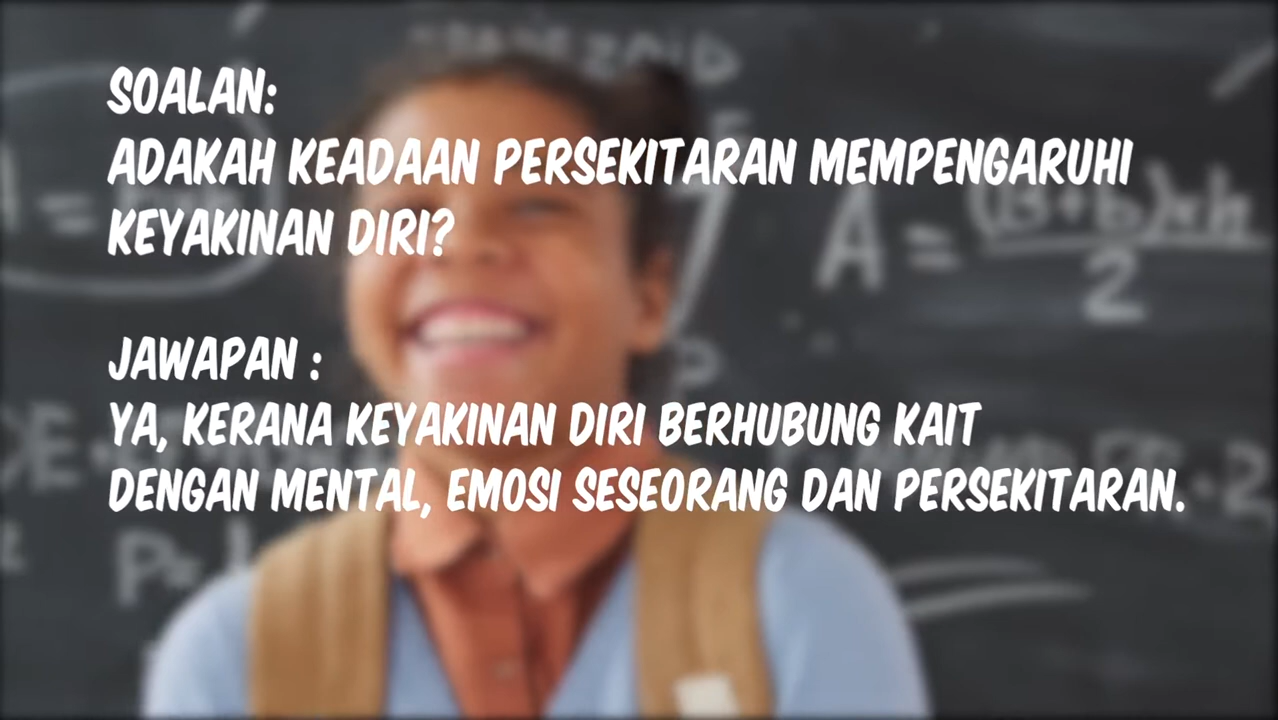 SOALAN:
ADAKAH KEADAAN PERSEKITARAN MEMPENGARUHI
KEYAKINAN DIRI?
JAWAPAN :
YA, KERANA KEYAKINAN DIRI BERHUBUNG KAIT
DENGAN MENTAL, EMOSI SESEORANG DAN PERSEKITARAN.
A = (B+b)×h
2